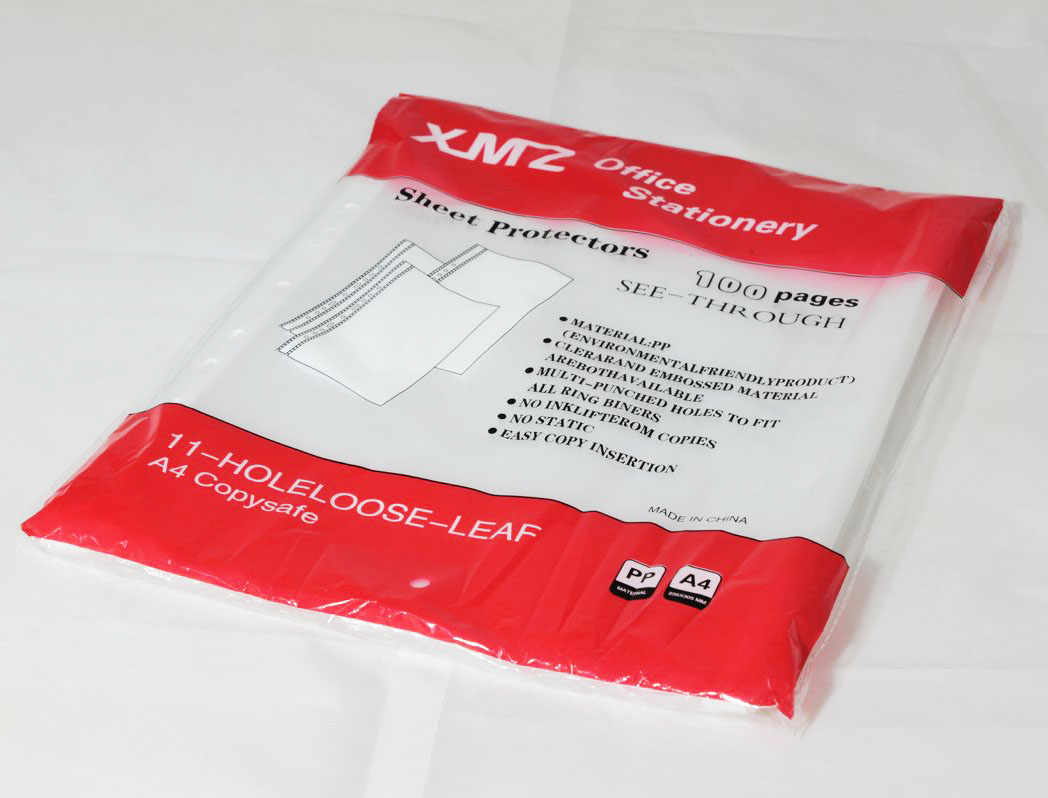 XMZ Office
Stationery
Sheet Protectors
100 pages
SEE-THROUGH
MATERIAL:PP
(ENVIRONMENTALFRIENDLYPRODUCT)
CLERARAND EMBOSSED MATERIAL
AREBOTHAVAILABLE
MULTI-PUNCHED HOLES TO FIT
ALL RING BINERS
NO INKLIFTEROM COPIES
NO STATIC
EASY COPY INSERTION
11-HOLELOOSE-LEAF
A4 Copysafe
MADE IN CHINA
PP
MATERIAL
A4